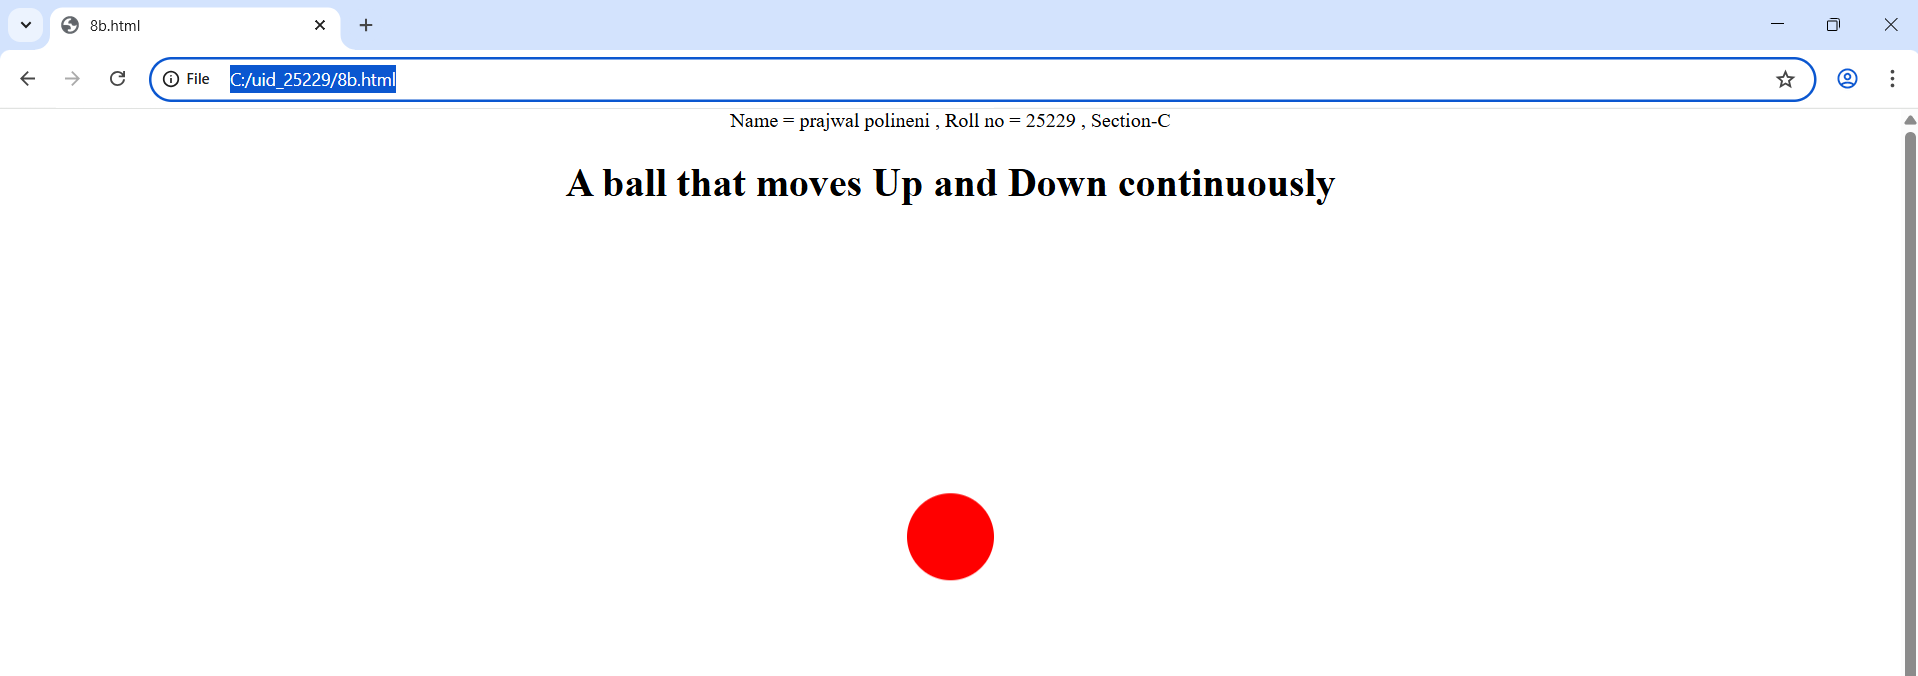 8b.html
File C:/uid_25229/8b.html
Name = prajwal polineni , Roll no = 25229 , Section-C
A ball that moves Up and Down continuously